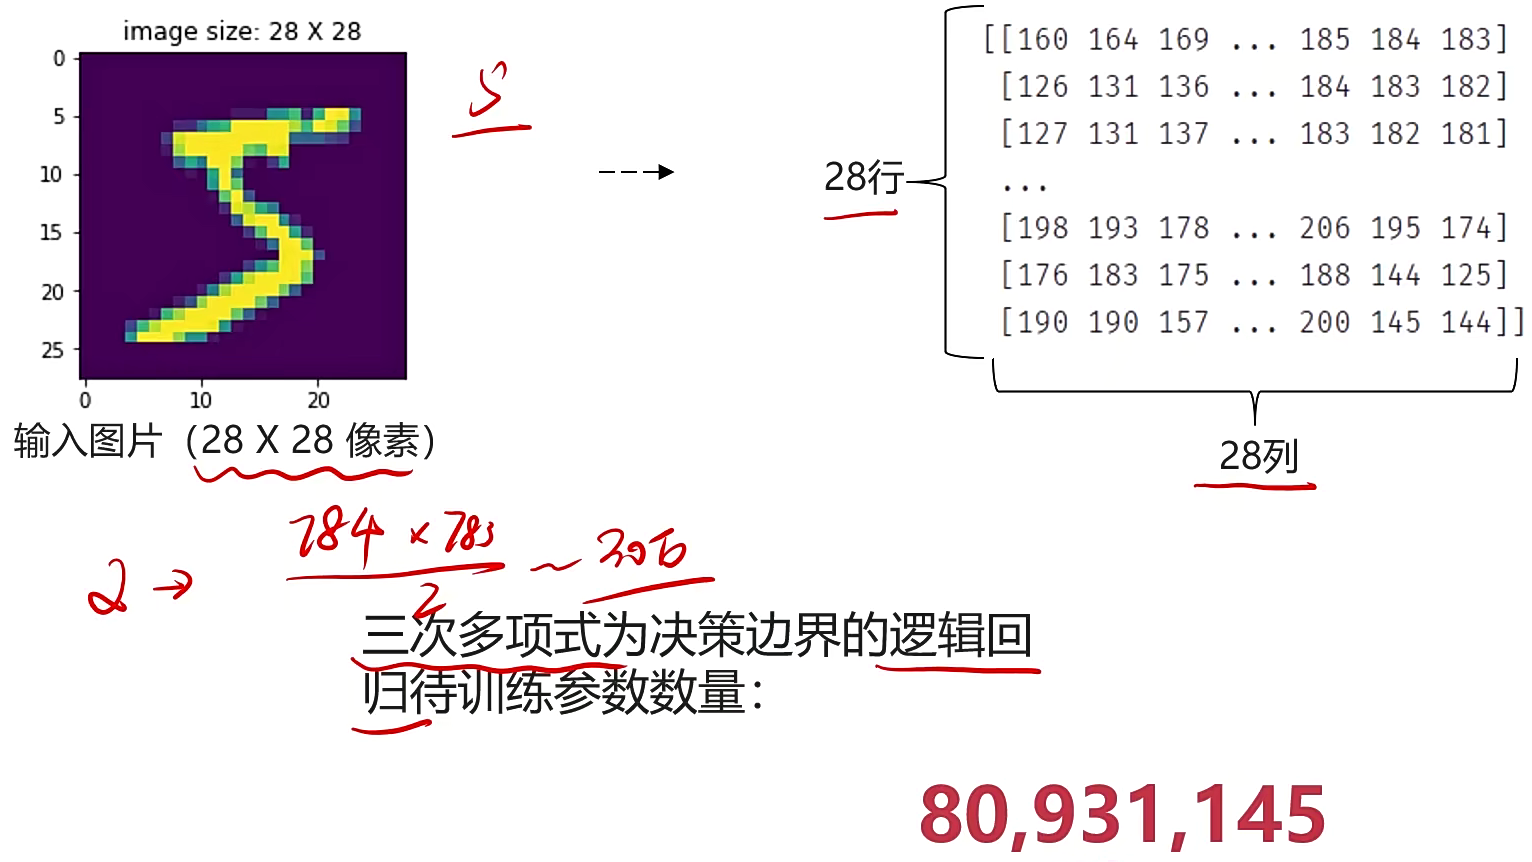 image size: 28 X 28
0
5
10
15
20
25
0 10 20
5
输入图片（28 X 28 像素）
28行
[[160 164 169 ... 185 184 183]
[126 131 136 ... 184 183 182]
[127 131 137 ... 183 182 181]
...
[198 193 178 ... 206 195 174]
[176 183 175 ... 188 144 125]
[190 190 157 ... 200 145 144]]
28列
2 → 784 × 783 ~ 30万
2
三次多项式为决策边界的逻辑回
归待训练参数数量：
80,931,145